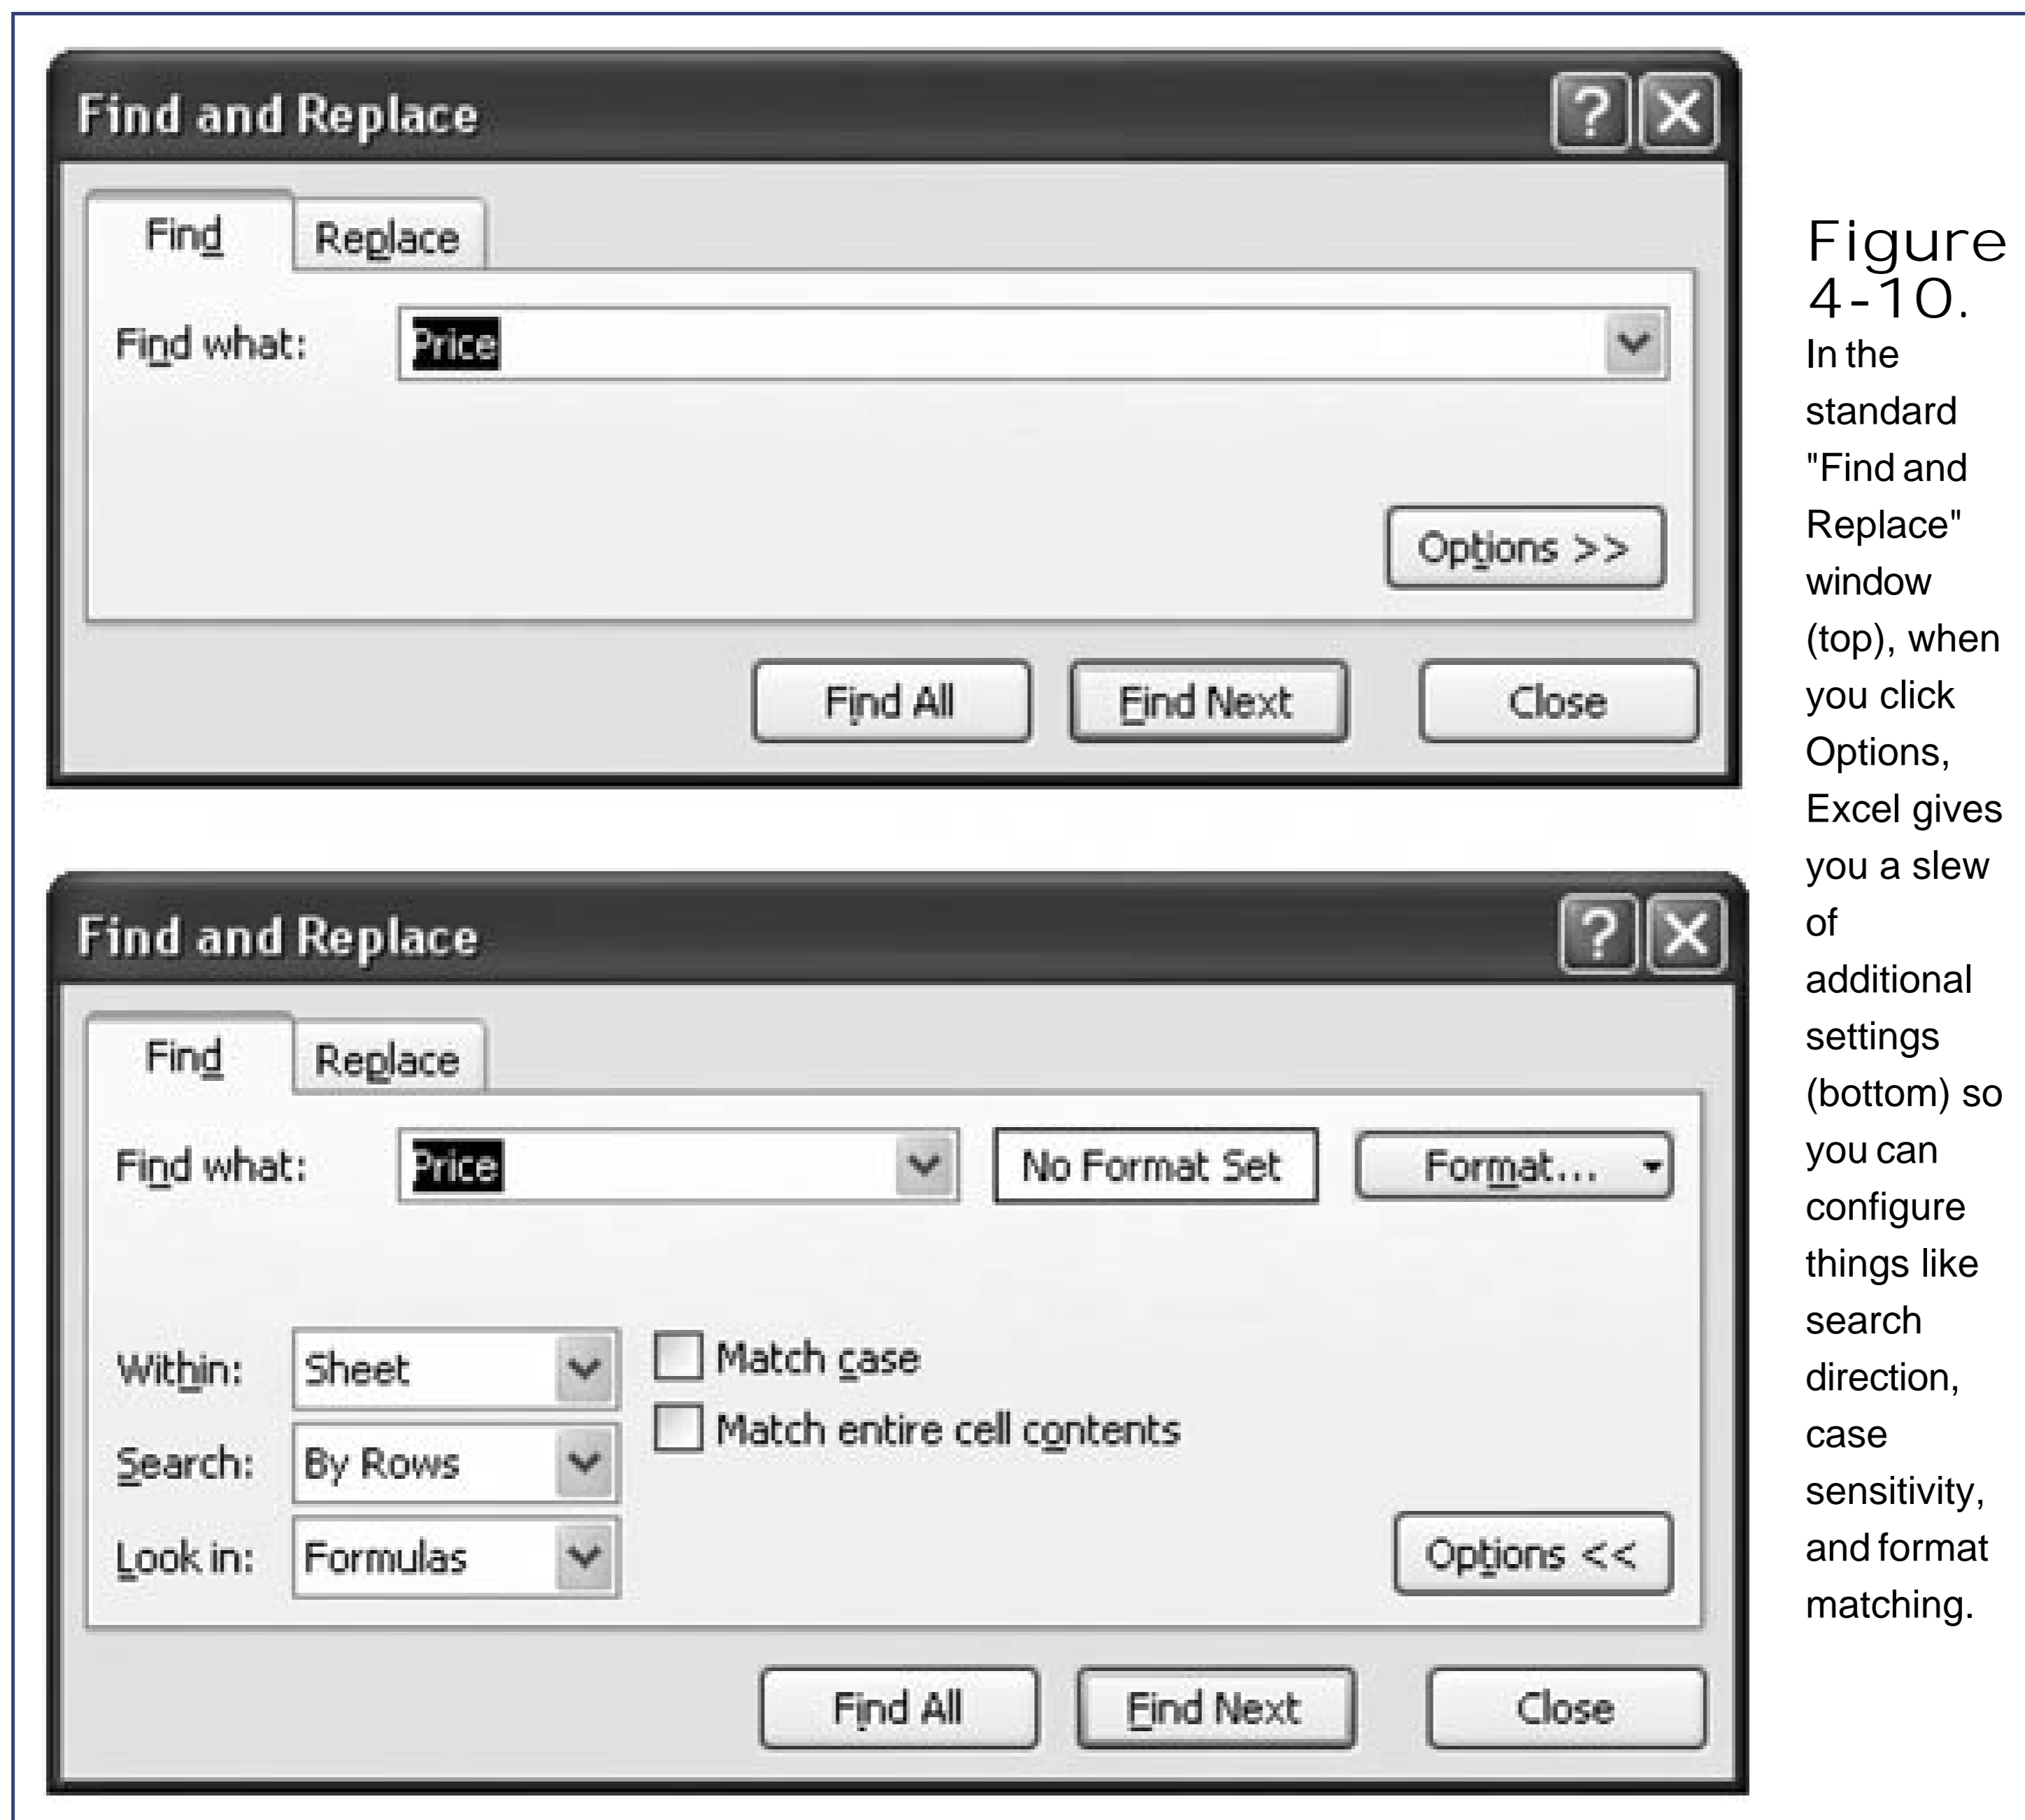 Find and Replace
Find Replace
Find what: Price
Options >>
Find All Find Next Close
Find and Replace
Find Replace
Find what: Price No Format Set Format...
Within: Sheet Match case
Match entire cell contents
Search: By Rows
Look in: Formulas
Options <<
Find All Find Next Close
Figure
4-10.
In the
standard
"Find and
Replace"
window
(top), when
you click
Options,
Excel gives
you a slew
of
additional
settings
(bottom) so
you can
configure
things like
search
direction,
case
sensitivity,
and format
matching.